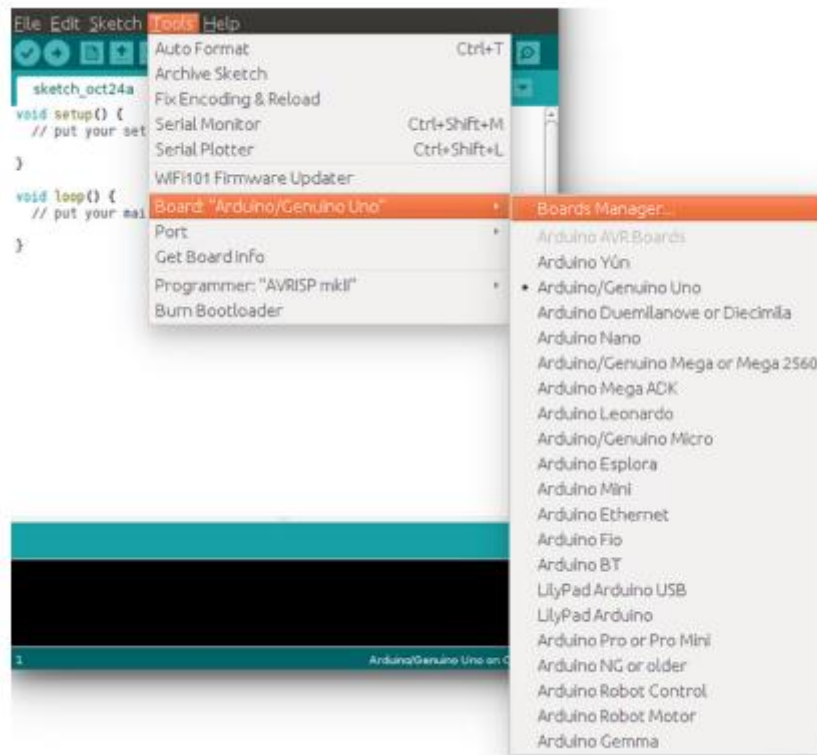 File Edit Sketch Tools Help
sketch_oct24a
void setup() {
// put your set
}
void loop() {
// put your mai
}
Auto Format Ctrl+T
Archive Sketch
Fix Encoding & Reload
Serial Monitor Ctrl+Shift+M
Serial Plotter Ctrl+Shift+L
WiFi101 Firmware Updater
Board: "Arduino/Genuino Uno"
Port
Get Board Info
Programmer: "AVRISP mkII"
Burn Bootloader
Boards Manager...
Arduino AVR Boards
Arduino Yún
Arduino/Genuino Uno
Arduino Duemilanove or Diecimila
Arduino Nano
Arduino/Genuino Mega or Mega 2560
Arduino Mega ADK
Arduino Leonardo
Arduino/Genuino Micro
Arduino Esplora
Arduino Mini
Arduino Ethernet
Arduino Fio
Arduino BT
LilyPad Arduino USB
LilyPad Arduino
Arduino Pro or Pro Mini
Arduino NG or older
Arduino Robot Control
Arduino Robot Motor
Arduino Gemma
1 Arduino/Genuino Uno on